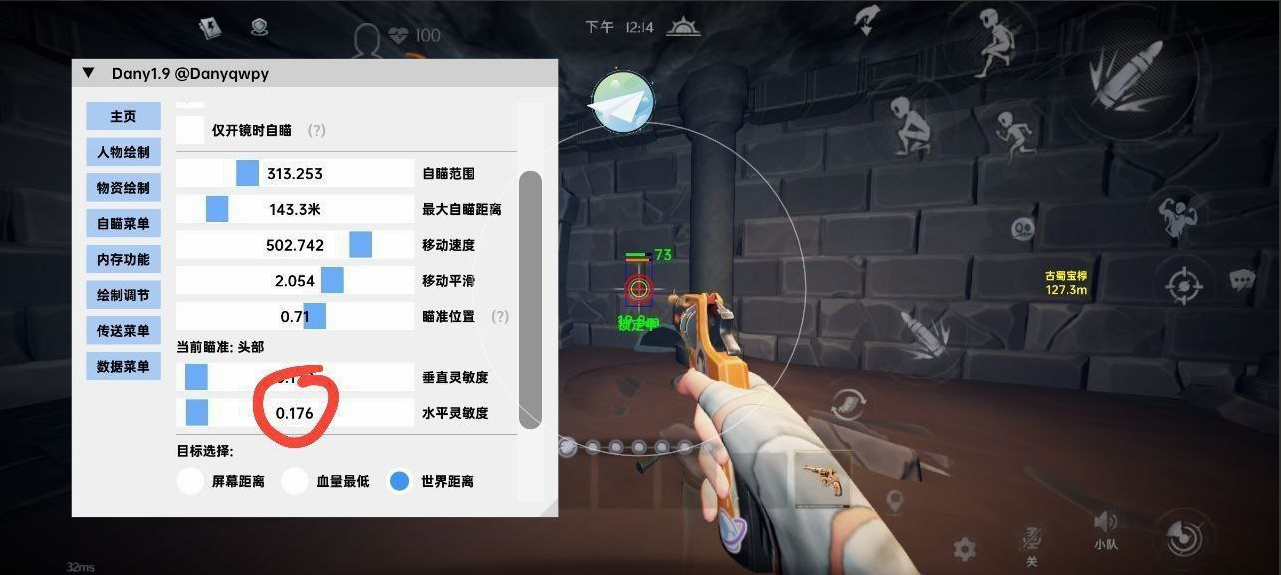 下午 12:14
100
▼ Dany1.9 @Danyqwpy
主页
人物绘制
物资绘制
自瞄菜单
内存功能
绘制调节
传送菜单
数据菜单
仅开镜时自瞄 (?)
313.253 自瞄范围
143.3米 最大自瞄距离
502.742 移动速度
2.054 移动平滑
0.71 瞄准位置 (?)
当前瞄准: 头部
垂直灵敏度
0.176 水平灵敏度
目标选择:
屏幕距离 血量最低 世界距离
73
锁定中
古蜀宝椁
127.3m
关
小队
32ms